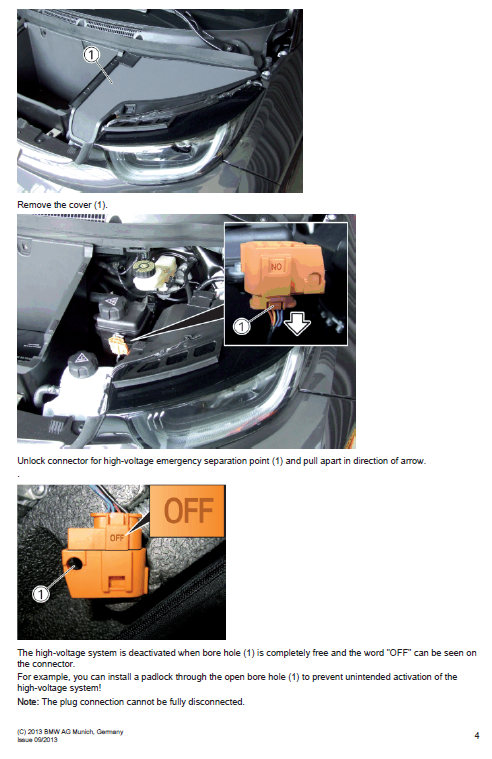 1
Remove the cover (1).
NO
1
Unlock connector for high-voltage emergency separation point (1) and pull apart in direction of arrow.
.
OFF
OFF
1
The high-voltage system is deactivated when bore hole (1) is completely free and the word "OFF" can be seen on
the connector.
For example, you can install a padlock through the open bore hole (1) to prevent unintended activation of the
high-voltage system!
Note: The plug connection cannot be fully disconnected.
(C) 2013 BMW AG Munich, Germany
Issue 09/2013
4